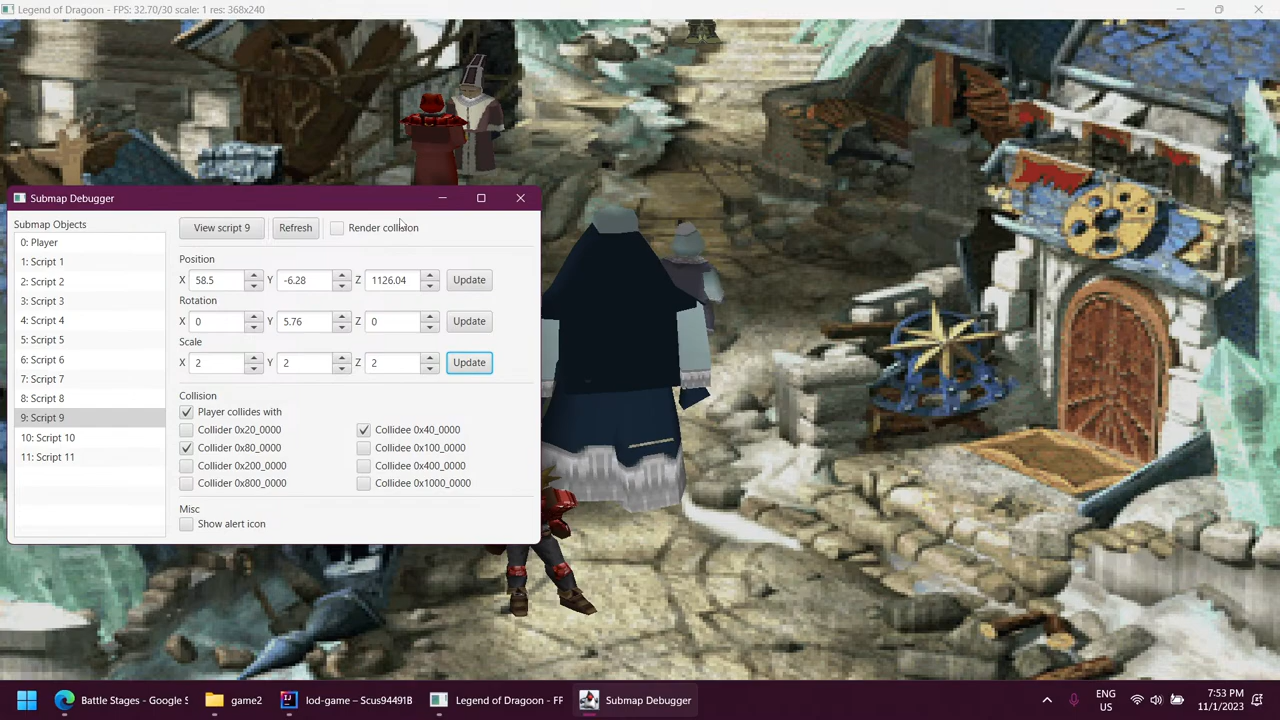 Legend of Dragoon - FPS: 32.70/30 scale: 1 res: 368x240
Submap Debugger
Submap Objects
0: Player
1: Script 1
2: Script 2
3: Script 3
4: Script 4
5: Script 5
6: Script 6
7: Script 7
8: Script 8
9: Script 9
10: Script 10
11: Script 11
View script 9 Refresh Render collision
Position
X 58.5 Y -6.28 Z 1126.04 Update
Rotation
X 0 Y 5.76 Z 0 Update
Scale
X 2 Y 2 Z 2 Update
Collision
Player collides with
Collider 0x20_0000 Collidee 0x40_0000
Collider 0x80_0000 Collidee 0x100_0000
Collider 0x200_0000 Collidee 0x400_0000
Collider 0x800_0000 Collidee 0x1000_0000
Misc
Show alert icon
Battle Stages - Google S game2 lod-game – Scus94491B Legend of Dragoon - FF Submap Debugger
ENG
US
7:53 PM
11/1/2023